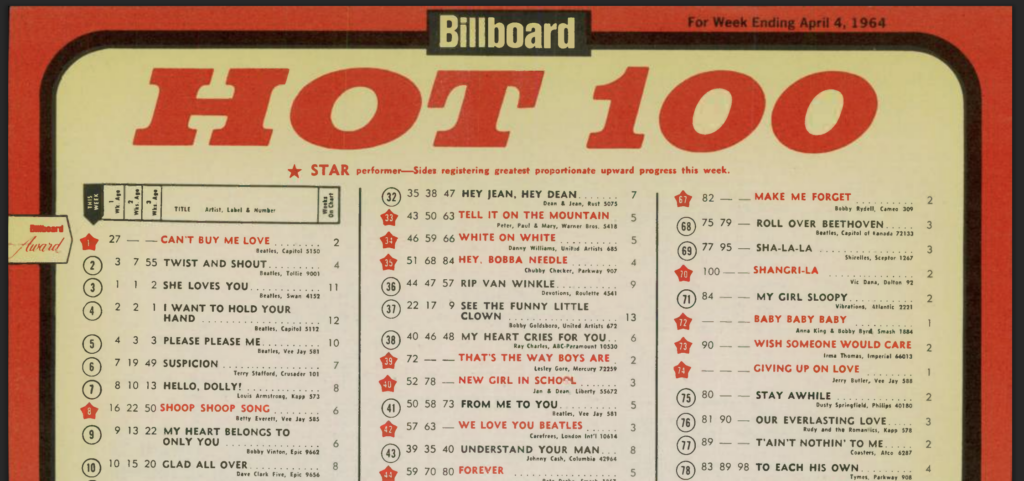 Billboard
For Week Ending April 4, 1964
HOT 100
★ STAR performer—Sides registering greatest proportionate upward progress this week.
THIS WEEK 1 Wk. Ago 2 Wks. Ago 3 Wks. Ago TITLE Artist, Label & Number Weeks On Chart
Billboard Award
1 27 — — CAN'T BUY ME LOVE 2
Beatles, Capitol 5150
2 3 7 55 TWIST AND SHOUT 4
Beatles, Tollie 9001
3 1 1 2 SHE LOVES YOU 11
Beatles, Swan 4152
4 2 2 1 I WANT TO HOLD YOUR
HAND 12
Beatles, Capitol 5112
5 4 3 3 PLEASE PLEASE ME 10
Beatles, Vee Jay 581
6 7 19 49 SUSPICION 7
Terry Stafford, Crusader 101
7 8 10 13 HELLO, DOLLY! 8
Louis Armstrong, Kapp 573
8 16 22 50 SHOOP SHOOP SONG 6
Betty Everett, Vee Jay 585
9 9 13 22 MY HEART BELONGS TO
ONLY YOU 6
Bobby Vinton, Epic 9662
10 10 15 20 GLAD ALL OVER 8
Dave Clark Five, Epic 9656
32 35 38 47 HEY JEAN, HEY DEAN 7
Dean & Jean, Rust 5075
33 43 50 63 TELL IT ON THE MOUNTAIN 5
Peter, Paul & Mary, Warner Bros. 5418
34 46 59 66 WHITE ON WHITE 5
Danny Williams, United Artists 685
35 51 68 84 HEY, BOBBA NEEDLE 4
Chubby Checker, Parkway 907
36 44 47 57 RIP VAN WINKLE 9
Devotions, Roulette 4541
37 22 17 9 SEE THE FUNNY LITTLE
CLOWN 13
Bobby Goldsboro, United Artists 672
38 40 46 48 MY HEART CRIES FOR YOU 6
Ray Charles, ABC-Paramount 10530
39 72 — — THAT'S THE WAY BOYS ARE 2
Lesley Gore, Mercury 72259
40 52 78 — NEW GIRL IN SCHOOL 3
Jan & Dean, Liberty 55672
41 50 58 73 FROM ME TO YOU 5
Beatles, Vee Jay 581
42 57 63 — WE LOVE YOU BEATLES 3
Carefrees, London Int'l 10614
43 39 35 40 UNDERSTAND YOUR MAN 8
Johnny Cash, Columbia 42964
44 59 70 80 FOREVER 5
67 82 — — MAKE ME FORGET 2
Bobby Rydell, Cameo 309
68 75 79 — ROLL OVER BEETHOVEN 3
Beatles, Capitol of Canada 72133
69 77 95 — SHA-LA-LA 3
Shirelles, Scepter 1267
70 100 — — SHANGRI-LA 2
Vic Dana, Dolton 92
71 84 — — MY GIRL SLOOPY 2
Vibrations, Atlantic 2221
72 — — — BABY BABY BABY 1
Anna King & Bobby Byrd, Smash 1884
73 90 — — WISH SOMEONE WOULD CARE 2
Irma Thomas, Imperial 66013
74 — — — GIVING UP ON LOVE 1
Jerry Butler, Vee Jay 588
75 80 — — STAY AWHILE 2
Dusty Springfield, Philips 40180
76 81 90 — OUR EVERLASTING LOVE 3
Ruby and the Romantics, Kapp 578
77 89 — — T'AIN'T NOTHIN' TO ME 2
Coasters, Atco 6287
78 83 89 98 TO EACH HIS OWN 4
Tymes, Parkway 908